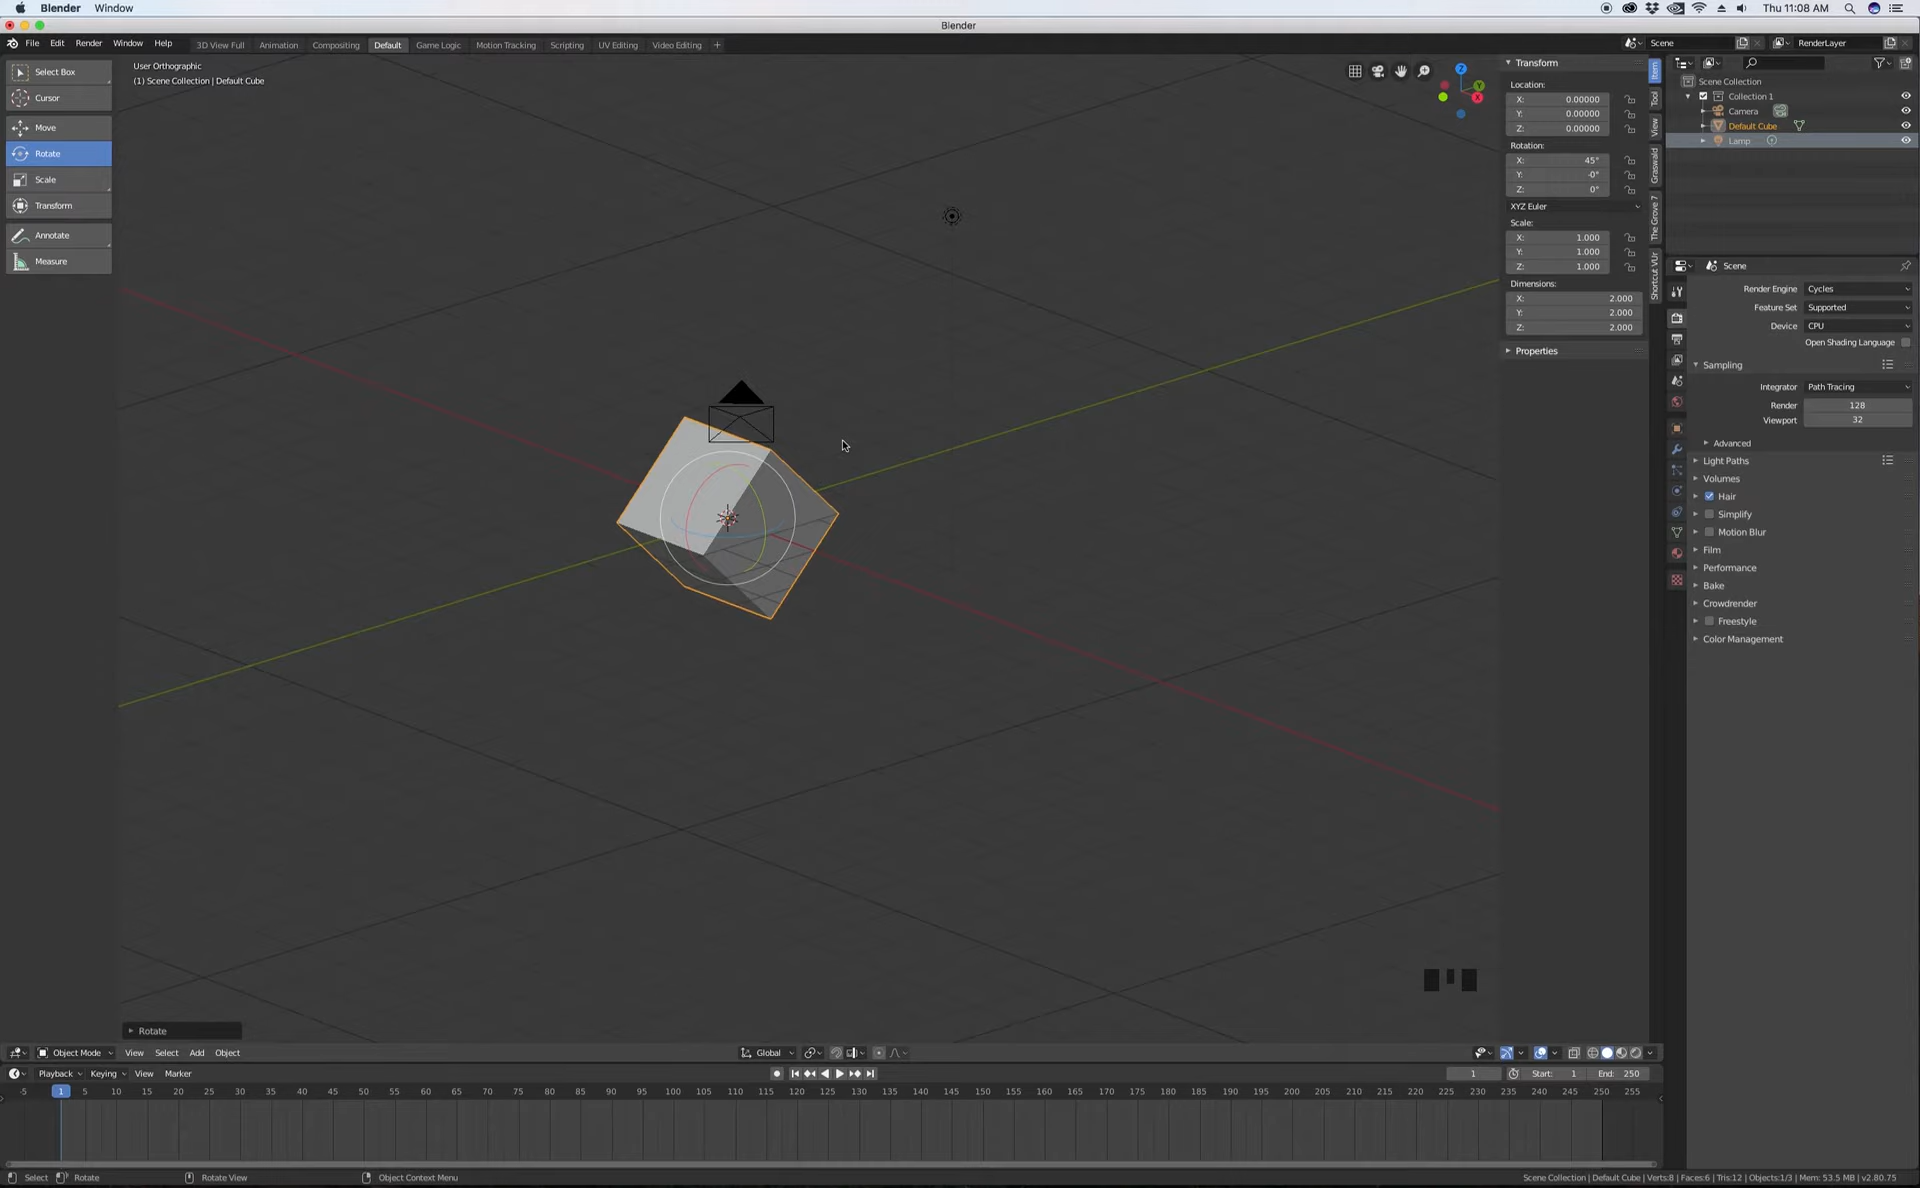 Blender Window Thu 11:08 AM
Blender
File Edit Render Window Help 3D View Full Animation Compositing Default Game Logic Motion Tracking Scripting UV Editing Video Editing + Scene RenderLayer
Select Box
Cursor
Move
Rotate
Scale
Transform
Annotate
Measure
User Orthographic
(1) Scene Collection | Default Cube
Z
Y
X
Transform
Location:
X: 0.00000
Y: 0.00000
Z: 0.00000
Rotation:
X: 45°
Y: -0°
Z: 0°
XYZ Euler
Scale:
X: 1.000
Y: 1.000
Z: 1.000
Dimensions:
X: 2.000
Y: 2.000
Z: 2.000
Properties
Item
Tool
View
Graswald
The Grove 7
Shortcut VUr
Scene Collection
Collection 1
Camera
Default Cube
Lamp
Scene
Render Engine Cycles
Feature Set Supported
Device CPU
Open Shading Language
Sampling
Integrator Path Tracing
Render 128
Viewport 32
Advanced
Light Paths
Volumes
Hair
Simplify
Motion Blur
Film
Performance
Bake
Crowdrender
Freestyle
Color Management
Rotate
Object Mode View Select Add Object Global
Playback Keying View Marker 1 Start: 1 End: 250
-5 1 5 10 15 20 25 30 35 40 45 50 55 60 65 70 75 80 85 90 95 100 105 110 115 120 125 130 135 140 145 150 155 160 165 170 175 180 185 190 195 200 205 210 215 220 225 230 235 240 245 250 255
Select Rotate Rotate View Object Context Menu Scene Collection | Default Cube | Verts:8 | Faces:6 | Tris:12 | Objects:1/3 | Mem: 53.5 MB | v2.80.75